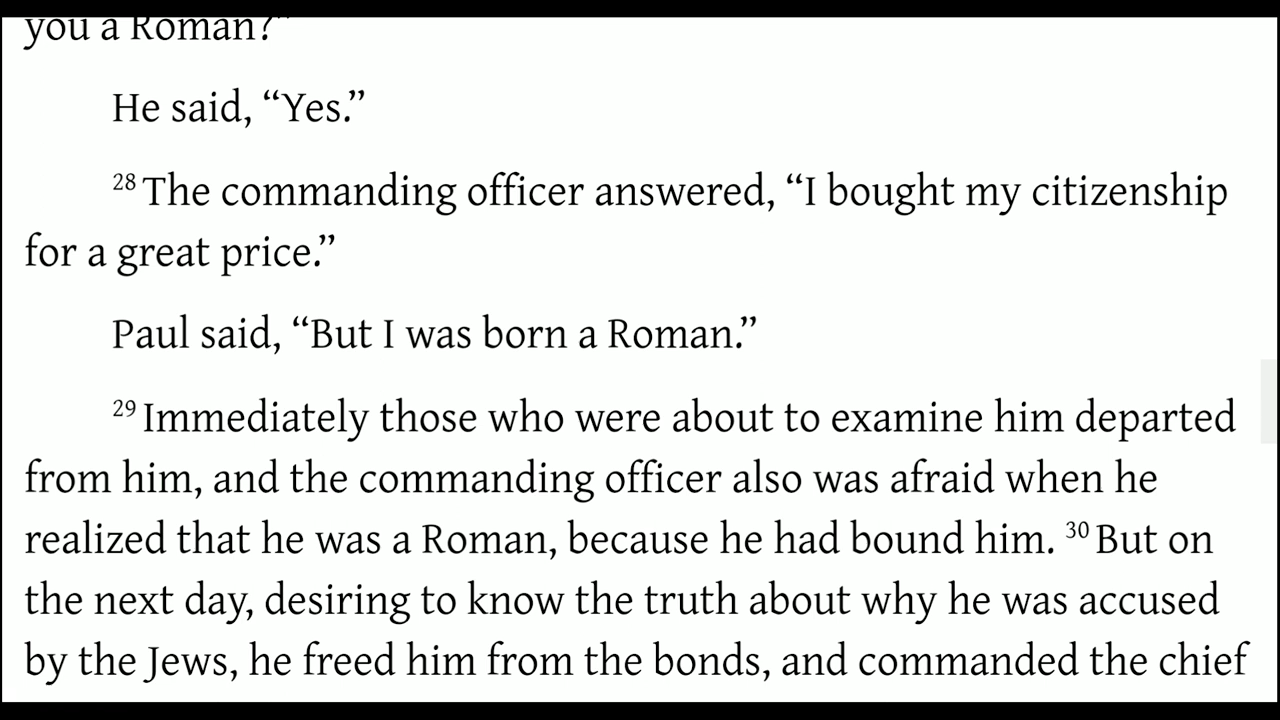 you a Roman?”
He said, “Yes.”
28 The commanding officer answered, “I bought my citizenship
for a great price.”
Paul said, “But I was born a Roman.”
29 Immediately those who were about to examine him departed
from him, and the commanding officer also was afraid when he
realized that he was a Roman, because he had bound him. 30 But on
the next day, desiring to know the truth about why he was accused
by the Jews, he freed him from the bonds, and commanded the chief